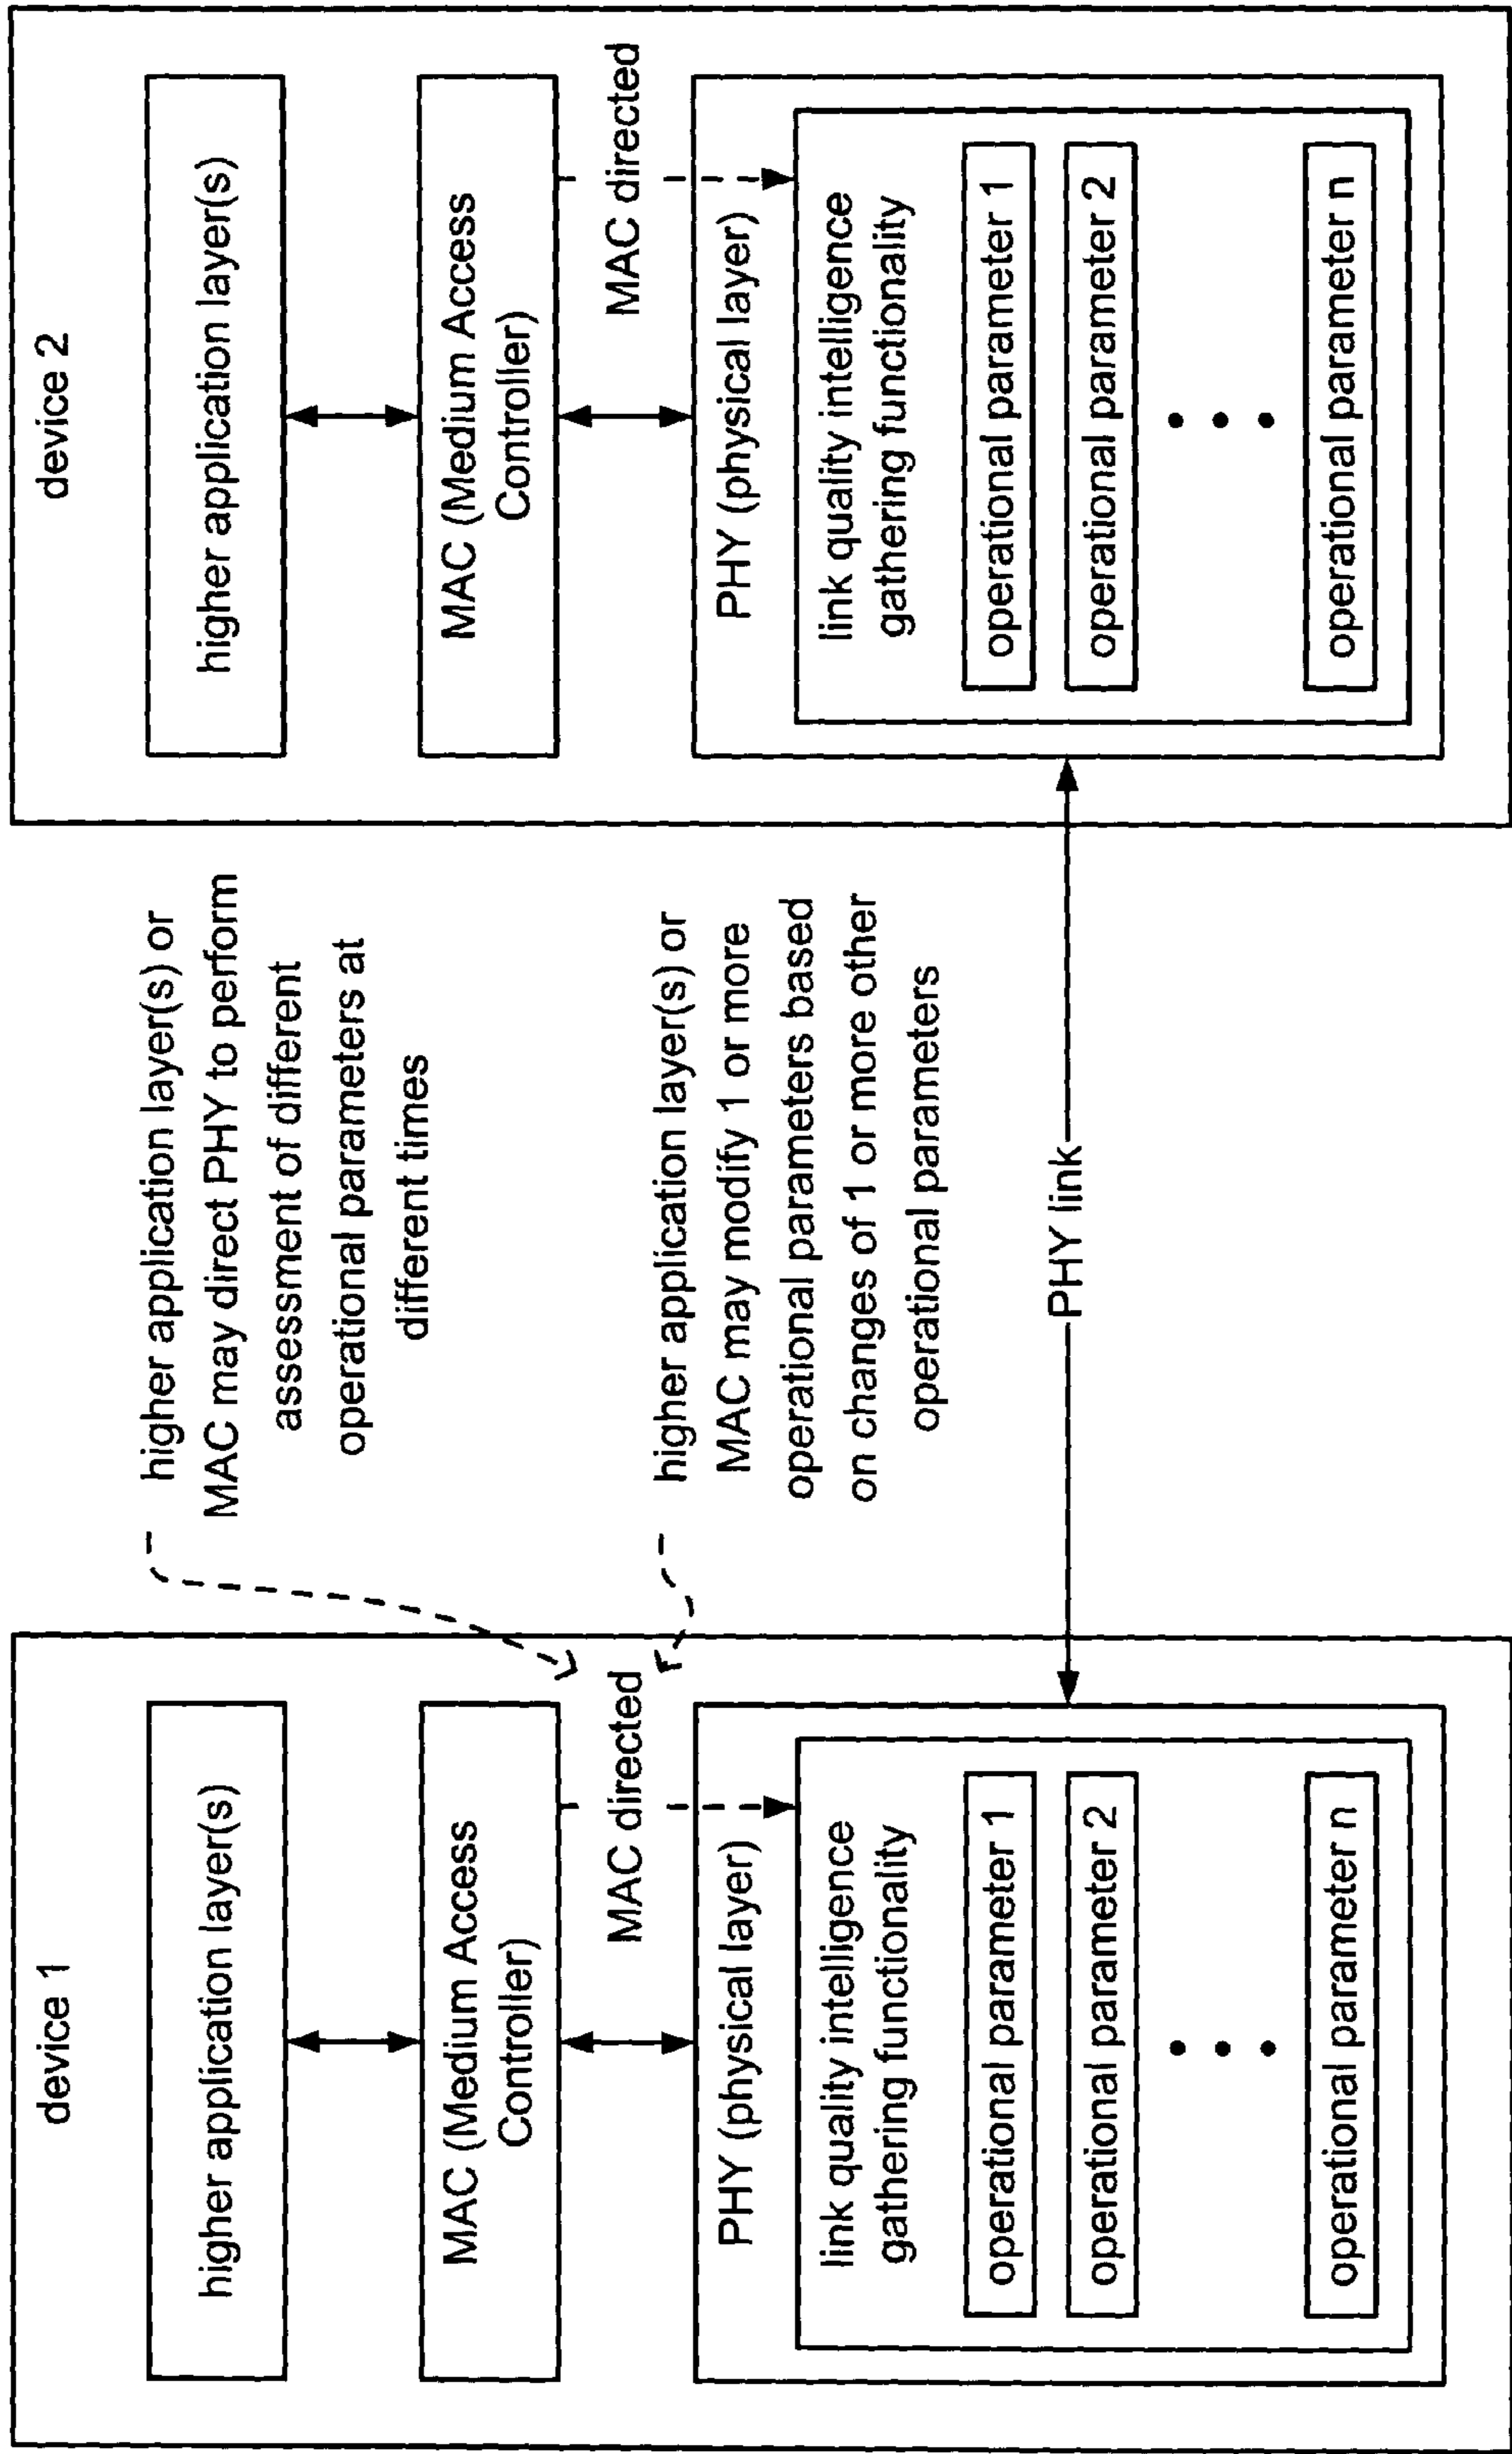 device 1
higher application layer(s)
MAC (Medium Access
Controller)
MAC directed
PHY (physical layer)
link quality intelligence
gathering functionality
operational parameter 1
operational parameter 2
operational parameter n
higher application layer(s) or
MAC may direct PHY to perform
assessment of different
operational parameters at
different times
higher application layer(s) or
MAC may modify 1 or more
operational parameters based
on changes of 1 or more other
operational parameters
PHY link
device 2
higher application layer(s)
MAC (Medium Access
Controller)
MAC directed
PHY (physical layer)
link quality intelligence
gathering functionality
operational parameter 1
operational parameter 2
operational parameter n